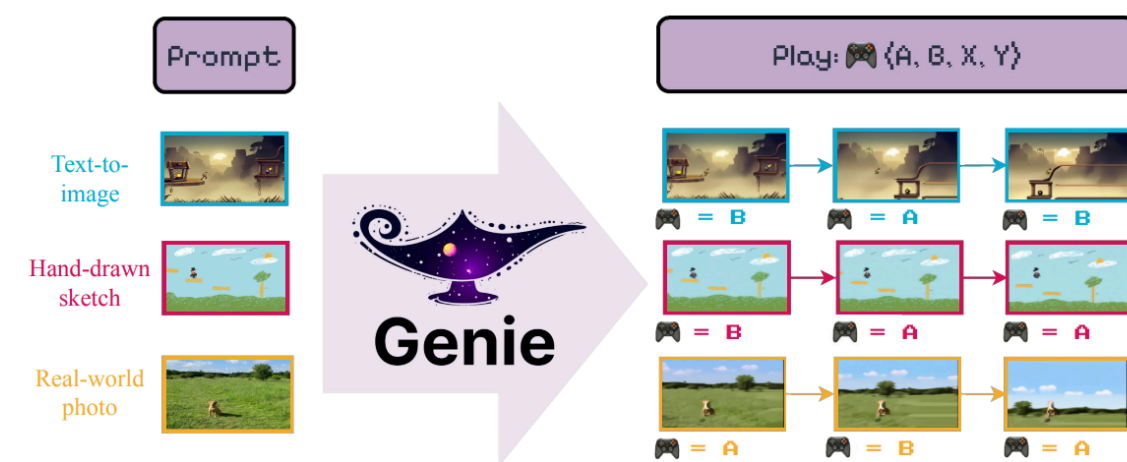 Prompt
Play: {A, B, X, Y}
Text-to-
image
= B
= A
= B
Hand-drawn
sketch
= B
= A
= A
Genie
Real-world
photo
= A
= B
= A